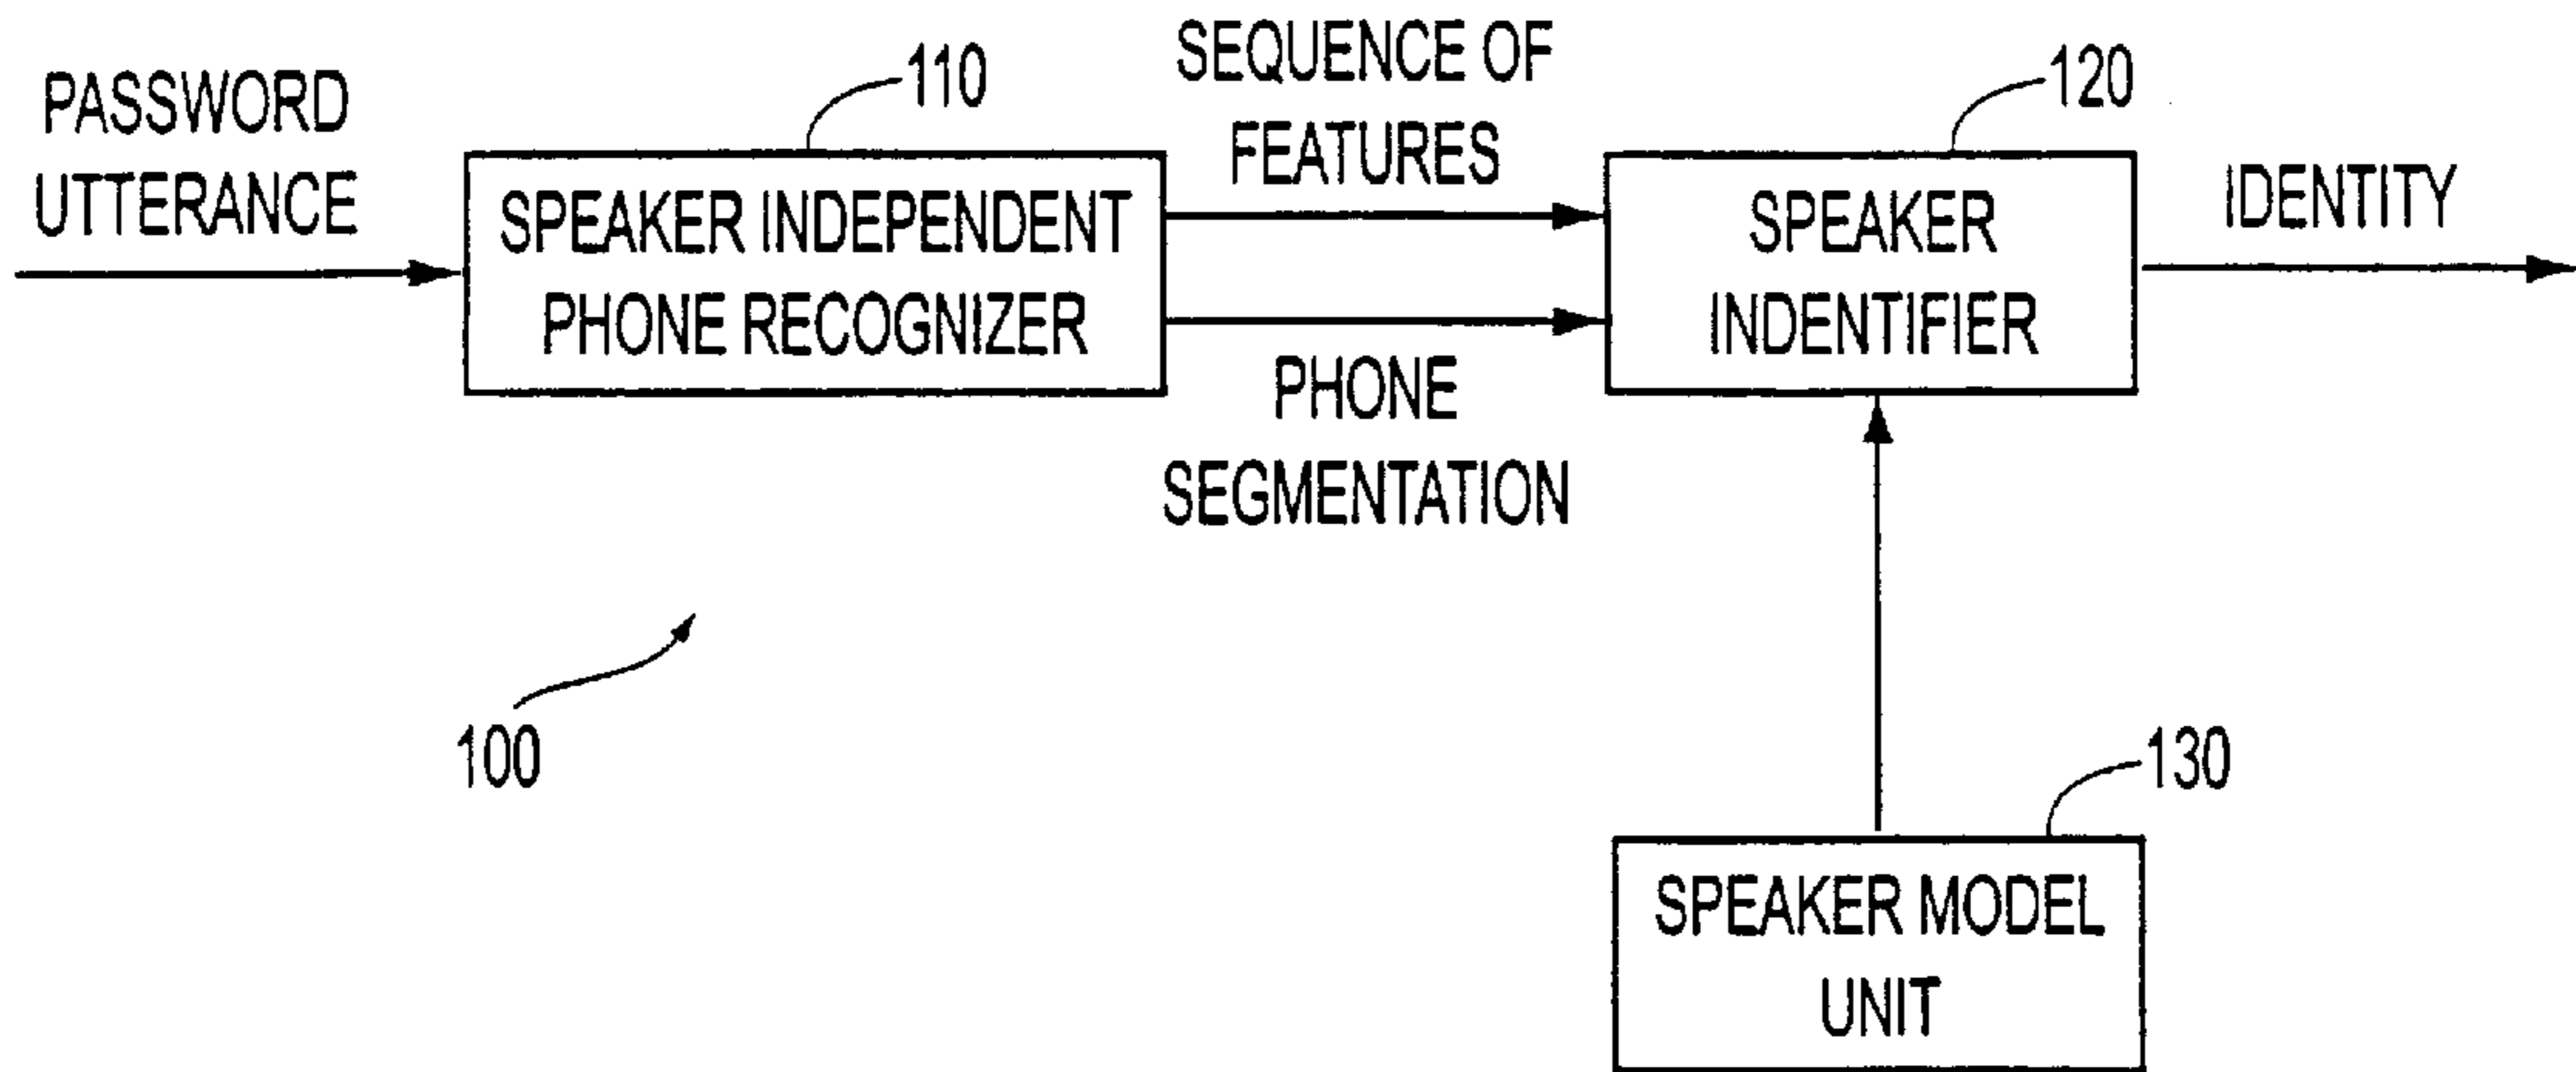 PASSWORD
UTTERANCE
110
SPEAKER INDEPENDENT
PHONE RECOGNIZER
SEQUENCE OF
FEATURES
PHONE
SEGMENTATION
120
SPEAKER
INDENTIFIER
IDENTITY
100
130
SPEAKER MODEL
UNIT